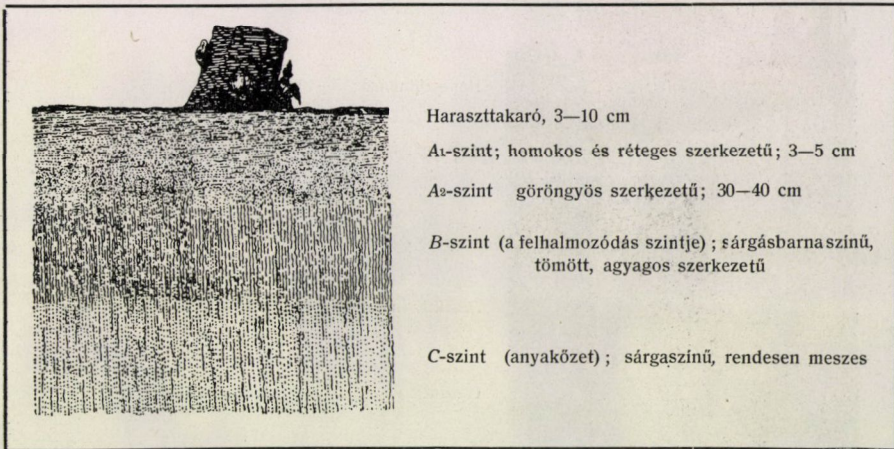 Haraszttakaró, 3—10 cm
A₁-szint; homokos és réteges szerkezetű; 3—5 cm
A₂-szint göröngyös szerkezetű; 30—40 cm
B-szint (a felhalmozódás szintje); sárgásbarna színű,
tömött, agyagos szerkezetű
C-szint (anyakőzet); sárgaszínű, rendesen meszes